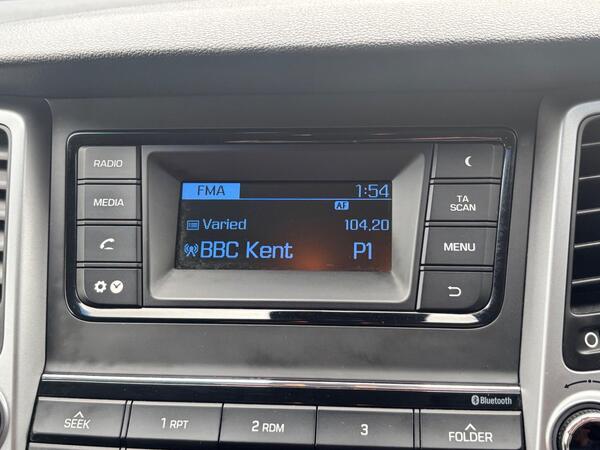 RADIO
MEDIA
FMA 1:54
AF
Varied 104.20
BBC Kent P1
TA
SCAN
MENU
Bluetooth
SEEK
1 RPT
2 RDM
3
FOLDER
0